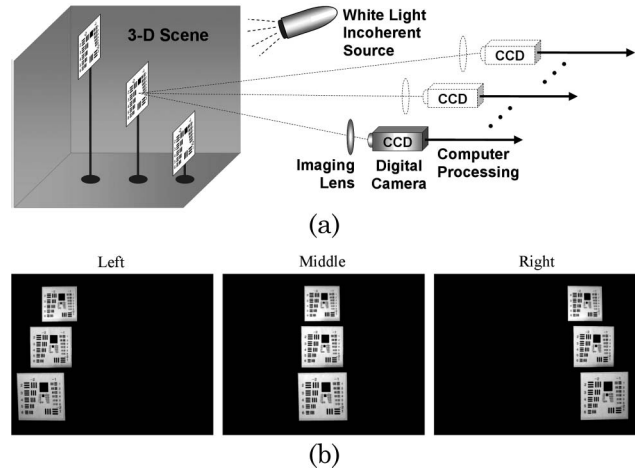 (a)
3-D Scene
White Light
Incoherent
Source
CCD
CCD
CCD
Imaging
Lens
Digital
Camera
Computer
Processing
(a)
(b)
Left
Middle
Right